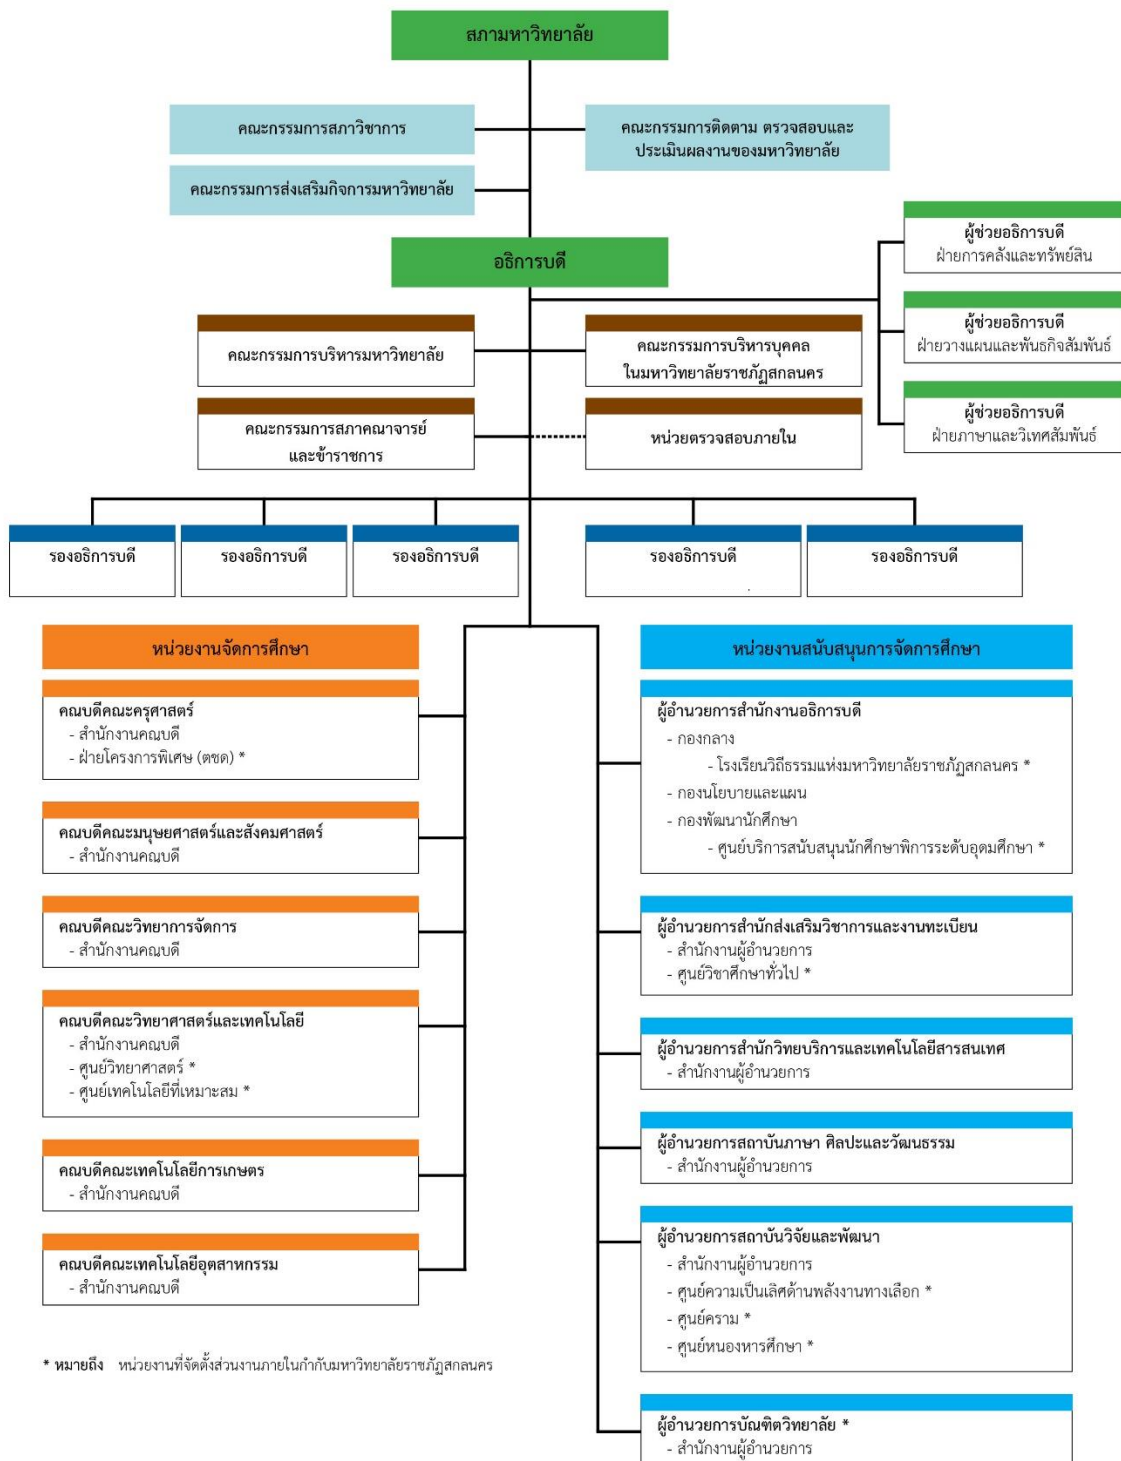 สภามหาวิทยาลัย
คณะกรรมการสภาวิชาการ
คณะกรรมการติดตาม ตรวจสอบและ
ประเมินผลงานของมหาวิทยาลัย
คณะกรรมการส่งเสริมกิจการมหาวิทยาลัย
อธิการบดี
ผู้ช่วยอธิการบดี
ฝ่ายการคลังและทรัพย์สิน
ผู้ช่วยอธิการบดี
ฝ่ายวางแผนและพันธกิจสัมพันธ์
ผู้ช่วยอธิการบดี
ฝ่ายภาษาและวิเทศสัมพันธ์
คณะกรรมการบริหารมหาวิทยาลัย
คณะกรรมการบริหารบุคคล
ในมหาวิทยาลัยราชภัฏสกลนคร
คณะกรรมการสภาคณาจารย์
และข้าราชการ
หน่วยตรวจสอบภายใน
รองอธิการบดี
รองอธิการบดี
รองอธิการบดี
รองอธิการบดี
รองอธิการบดี
หน่วยงานจัดการศึกษา
คณบดีคณะครุศาสตร์
- สำนักงานคณบดี
- ฝ่ายโครงการพิเศษ (ตชด) *
คณบดีคณะมนุษยศาสตร์และสังคมศาสตร์
- สำนักงานคณบดี
คณบดีคณะวิทยาการจัดการ
- สำนักงานคณบดี
คณบดีคณะวิทยาศาสตร์และเทคโนโลยี
- สำนักงานคณบดี
- ศูนย์วิทยาศาสตร์ *
- ศูนย์เทคโนโลยีที่เหมาะสม *
คณบดีคณะเทคโนโลยีการเกษตร
- สำนักงานคณบดี
คณบดีคณะเทคโนโลยีอุตสาหกรรม
- สำนักงานคณบดี
* หมายถึง หน่วยงานที่จัดตั้งส่วนงานภายในกำกับมหาวิทยาลัยราชภัฏสกลนคร
หน่วยงานสนับสนุนการจัดการศึกษา
ผู้อำนวยการสำนักงานอธิการบดี
- กองกลาง
- โรงเรียนวิถีธรรมแห่งมหาวิทยาลัยราชภัฏสกลนคร *
- กองนโยบายและแผน
- กองพัฒนานักศึกษา
- ศูนย์บริการสนับสนุนนักศึกษาพิการระดับอุดมศึกษา *
ผู้อำนวยการสำนักส่งเสริมวิชาการและงานทะเบียน
- สำนักงานผู้อำนวยการ
- ศูนย์วิชาศึกษาทั่วไป *
ผู้อำนวยการสำนักวิทยบริการและเทคโนโลยีสารสนเทศ
- สำนักงานผู้อำนวยการ
ผู้อำนวยการสถาบันภาษา ศิลปะและวัฒนธรรม
- สำนักงานผู้อำนวยการ
ผู้อำนวยการสถาบันวิจัยและพัฒนา
- สำนักงานผู้อำนวยการ
- ศูนย์ความเป็นเลิศด้านพลังงานทางเลือก *
- ศูนย์คราม *
- ศูนย์หนองหารศึกษา *
ผู้อำนวยการบัณฑิตวิทยาลัย *
- สำนักงานผู้อำนวยการ